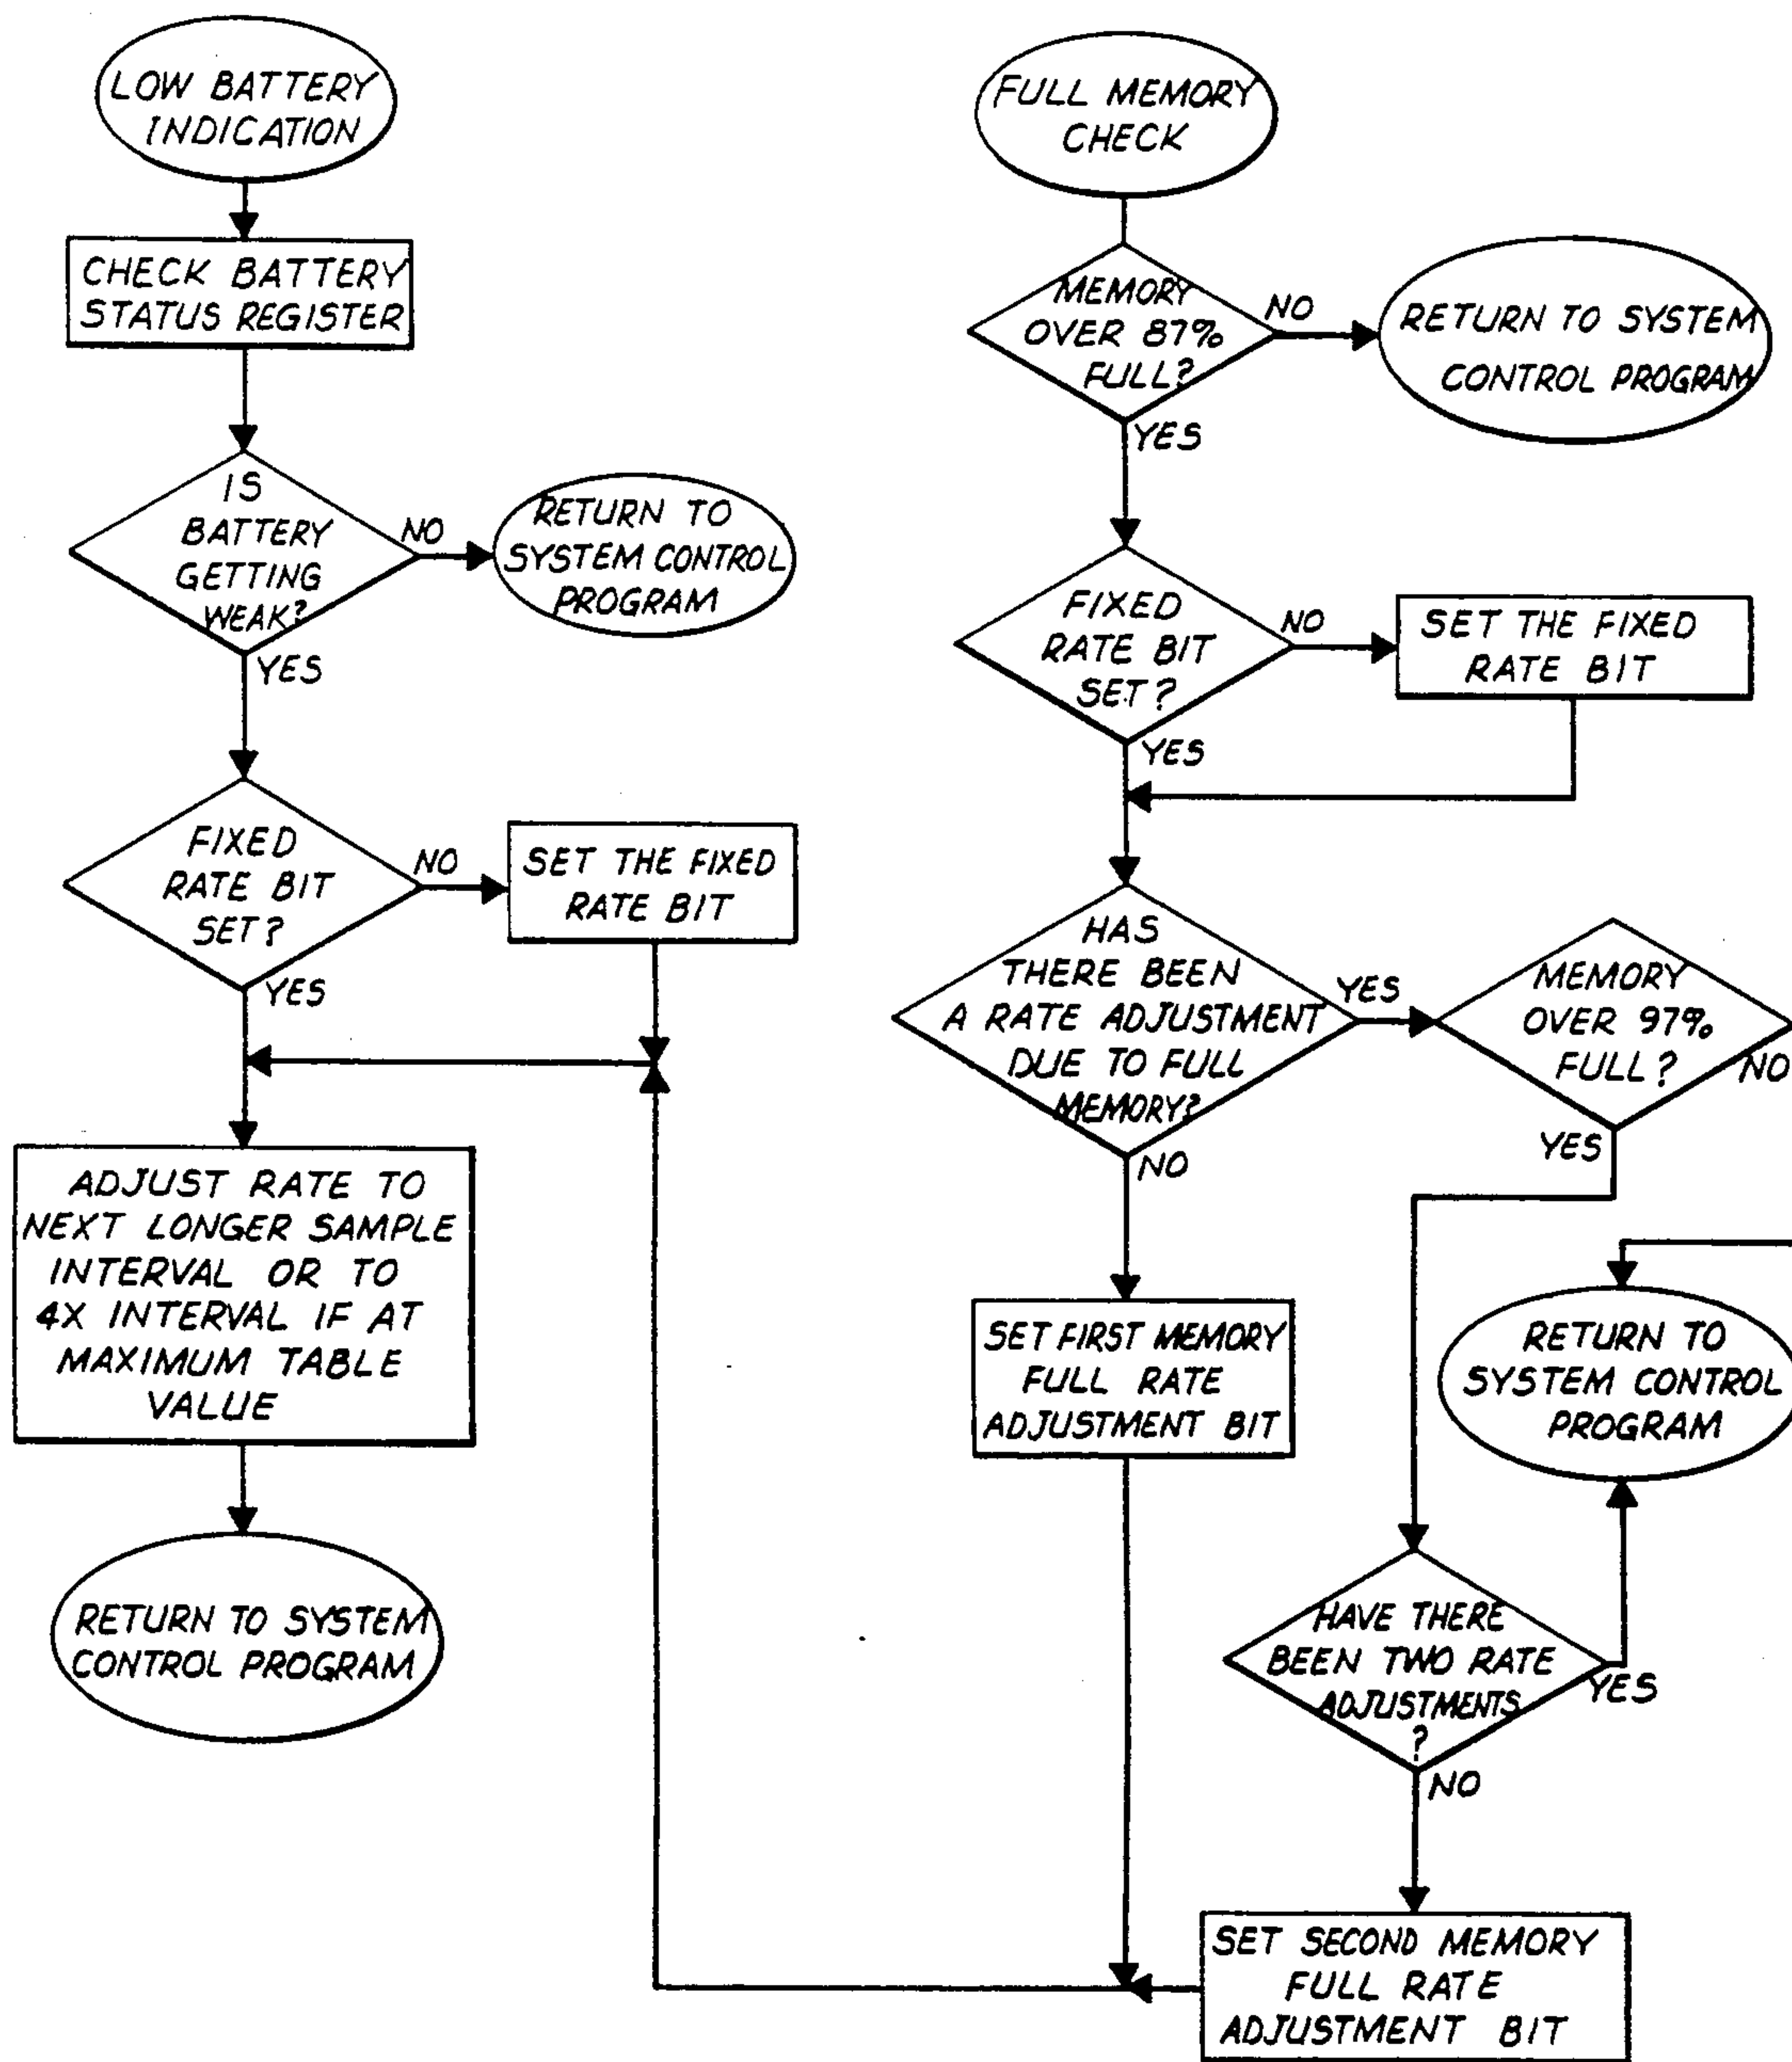 LOW BATTERY
INDICATION
CHECK BATTERY
STATUS REGISTER
IS
BATTERY
GETTING
WEAK?
NO
RETURN TO
SYSTEM CONTROL
PROGRAM
YES
FIXED
RATE BIT
SET?
NO
SET THE FIXED
RATE BIT
YES
ADJUST RATE TO
NEXT LONGER SAMPLE
INTERVAL OR TO
4X INTERVAL IF AT
MAXIMUM TABLE
VALUE
RETURN TO SYSTEM
CONTROL PROGRAM
FULL MEMORY
CHECK
MEMORY
OVER 87%
FULL?
NO
RETURN TO SYSTEM
CONTROL PROGRAM
YES
FIXED
RATE BIT
SET?
NO
SET THE FIXED
RATE BIT
YES
HAS
THERE BEEN
A RATE ADJUSTMENT
DUE TO FULL
MEMORY?
YES
MEMORY
OVER 97%
FULL?
NO
YES
NO
SET FIRST MEMORY
FULL RATE
ADJUSTMENT BIT
RETURN TO
SYSTEM CONTROL
PROGRAM
HAVE THERE
BEEN TWO RATE
ADJUSTMENTS
?
YES
NO
SET SECOND MEMORY
FULL RATE
ADJUSTMENT BIT